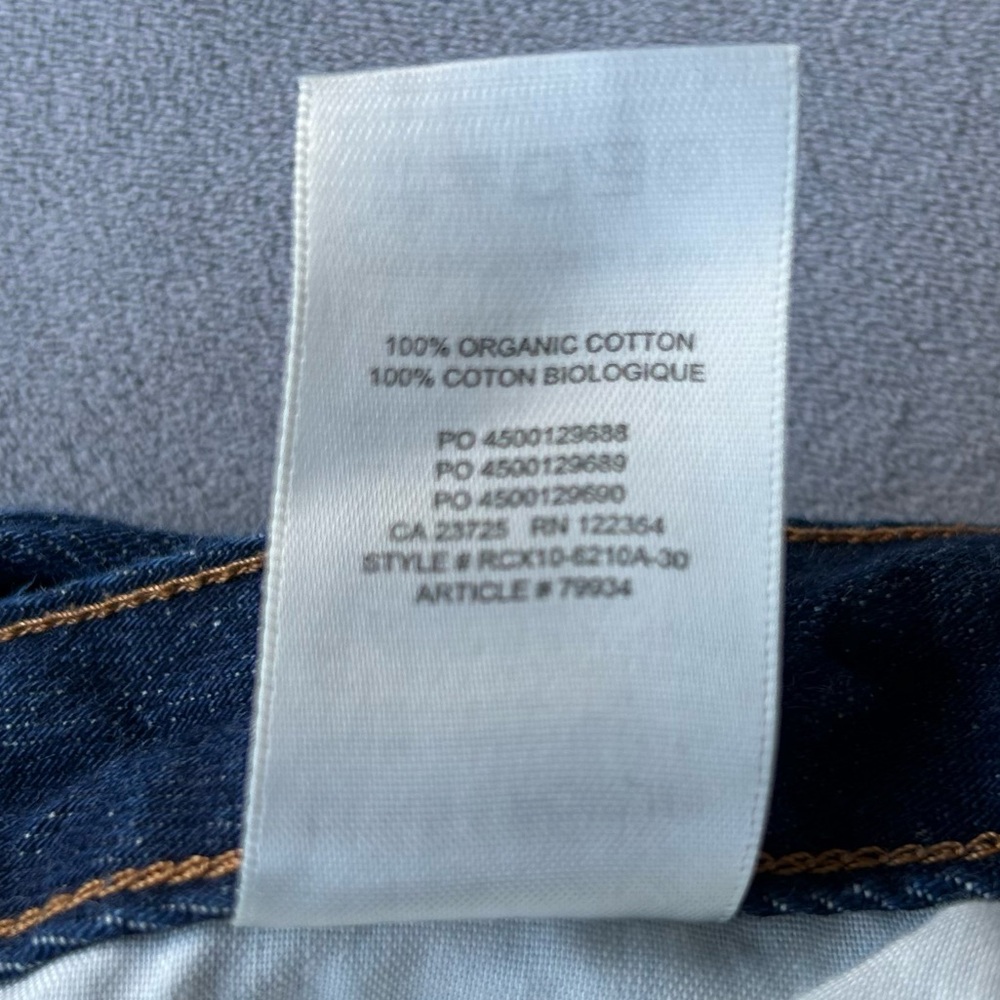 100% ORGANIC COTTON
100% COTON BIOLOGIQUE
PO 4500129688
PO 4500129689
PO 4500129690
CA 23725 RN 122354
STYLE # RCX10-6210A-30
ARTICLE # 79934